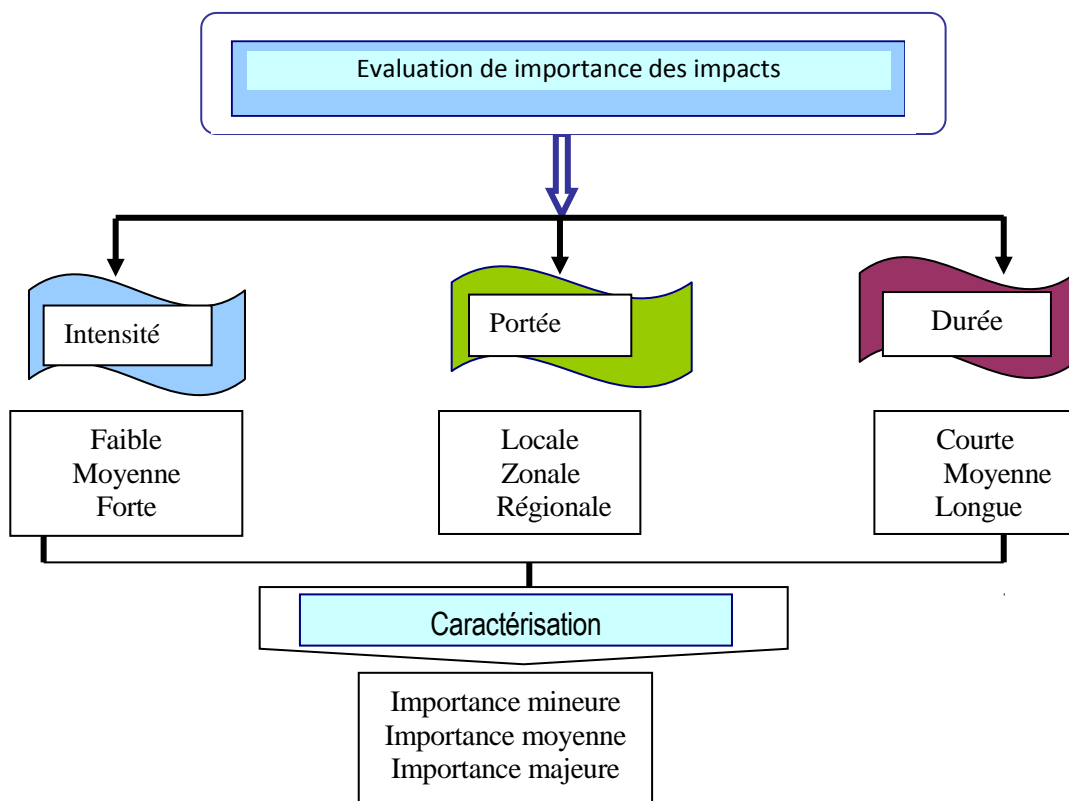 Evaluation de importance des impacts
Intensité
Portée
Durée
Faible
Moyenne
Forte
Locale
Zonale
Régionale
Courte
Moyenne
Longue
Caractérisation
Importance mineure
Importance moyenne
Importance majeure